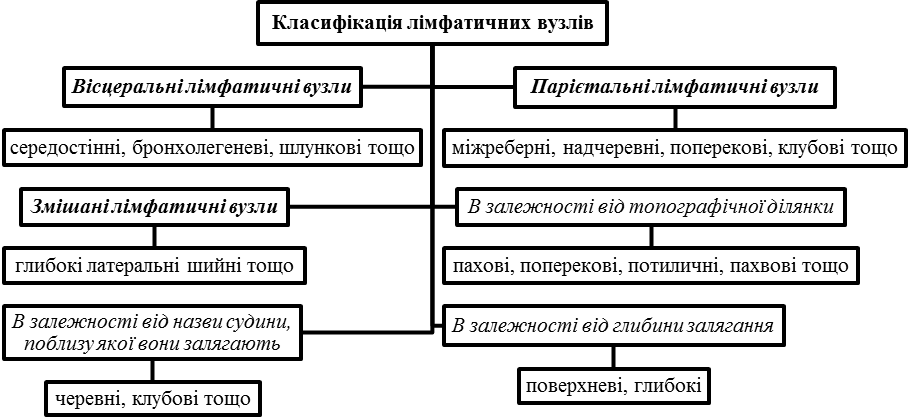 Класифікація лімфатичних вузлів
Вісцеральні лімфатичні вузли
Парієтальні лімфатичні вузли
середостінні, бронхолегеневі, шлункові тощо
міжреберні, надчеревні, поперекові, клубові тощо
Змішані лімфатичні вузли
В залежності від топографічної ділянки
глибокі латеральні шийні тощо
пахові, поперекові, потиличні, пахвові тощо
В залежності від назви судини,
поблизу якої вони залягають
В залежності від глибини залягання
черевні, клубові тощо
поверхневі, глибокі